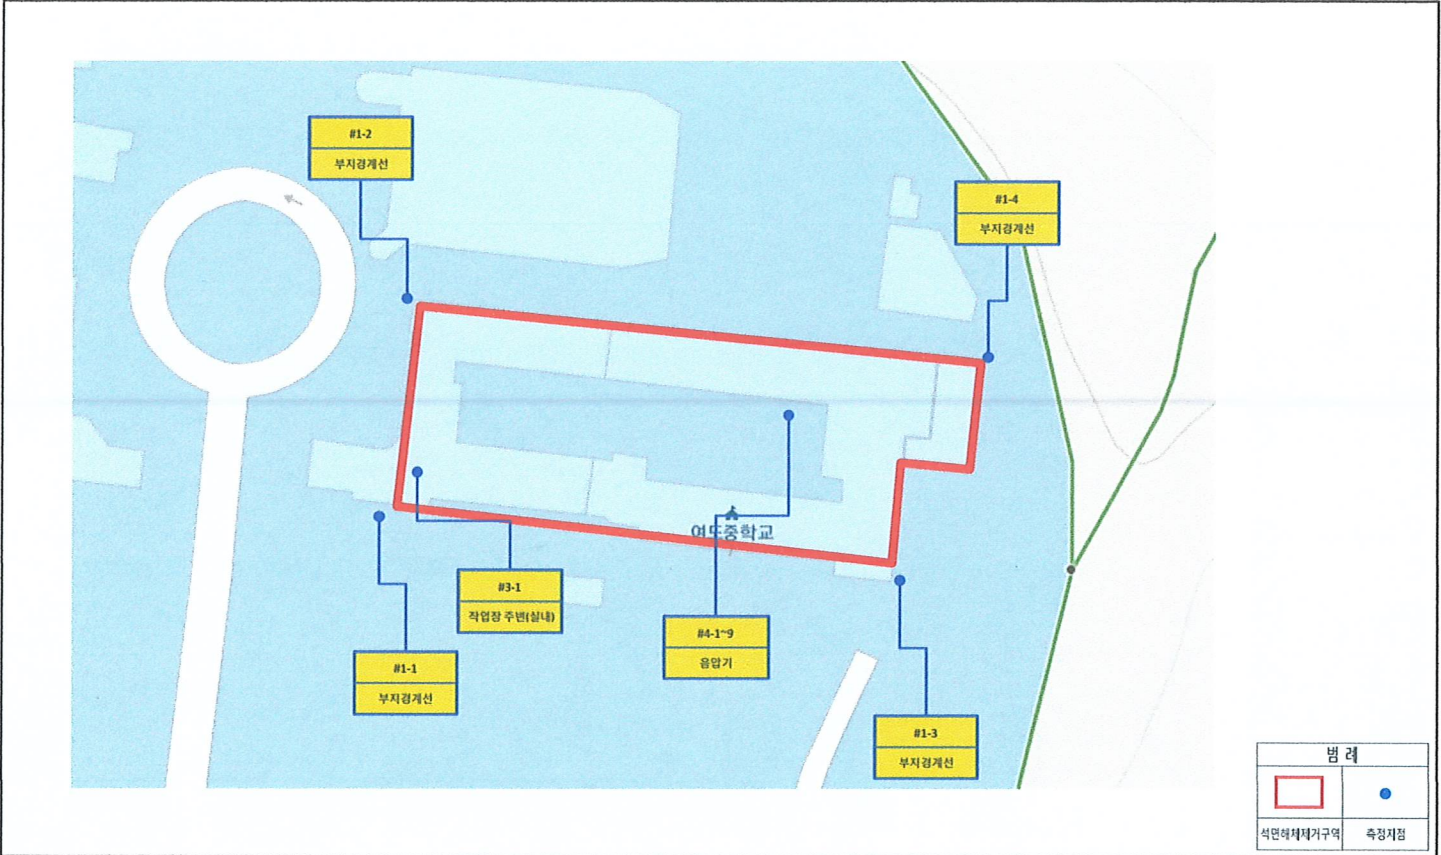 #1-2
부지경계선
#1-4
부지경계선
여도중학교
#3-1
작업장 주변(실내)
#4-1~9
음압기
#1-1
부지경계선
#1-3
부지경계선
범 례
석면해체제거구역
측정지점